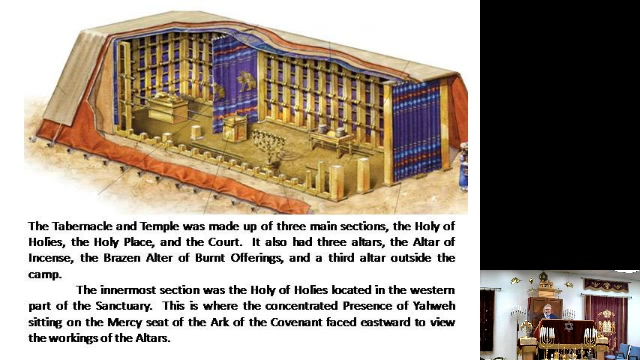 The Tabernacle and Temple was made up of three main sections, the Holy of
Holies, the Holy Place, and the Court. It also had three altars, the Altar of
Incense, the Brazen Alter of Burnt Offerings, and a third altar outside the
camp.
The innermost section was the Holy of Holies located in the western
part of the Sanctuary. This is where the concentrated Presence of Yahweh
sitting on the Mercy seat of the Ark of the Covenant faced eastward to view
the workings of the Altars.